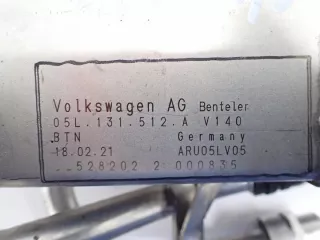 Volkswagen AG Benteler
05L.131.512.A V140
BTN Germany
18.02.21 ARU05LV05
528202 2 000835